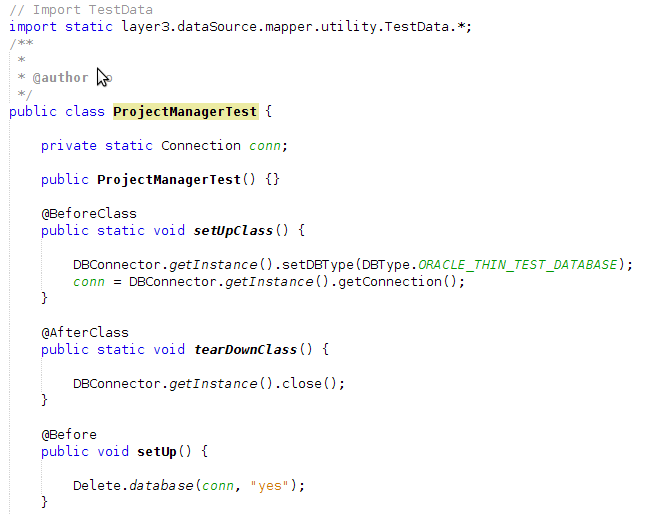 // Import TestData
import static layer3.dataSource.mapper.utility.TestData.*;
/**
 *
 * @author
 */
public class ProjectManagerTest {

    private static Connection conn;

    public ProjectManagerTest() {}

    @BeforeClass
    public static void setUpClass() {

        DBConnector.getInstance().setDBType(DBType.ORACLE_THIN_TEST_DATABASE);
        conn = DBConnector.getInstance().getConnection();
    }

    @AfterClass
    public static void tearDownClass() {

        DBConnector.getInstance().close();
    }

    @Before
    public void setUp() {

        Delete.database(conn, "yes");
    }